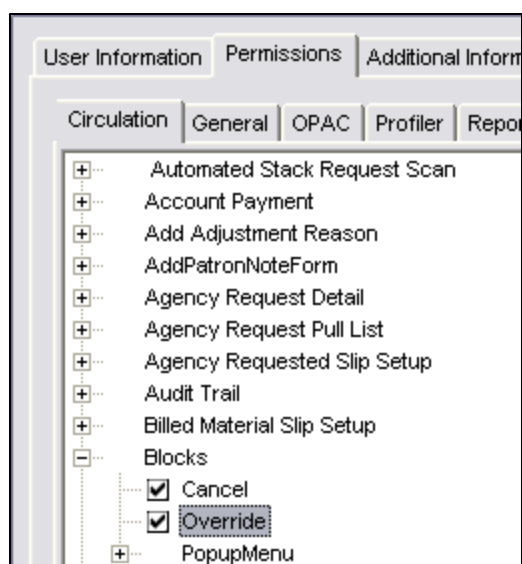 User Information Permissions Additional Inform
Circulation General OPAC Profiler Repor
Automated Stack Request Scan
Account Payment
Add Adjustment Reason
AddPatronNoteForm
Agency Request Detail
Agency Request Pull List
Agency Requested Slip Setup
Audit Trail
Billed Material Slip Setup
Blocks
Cancel
Override
PopupMenu